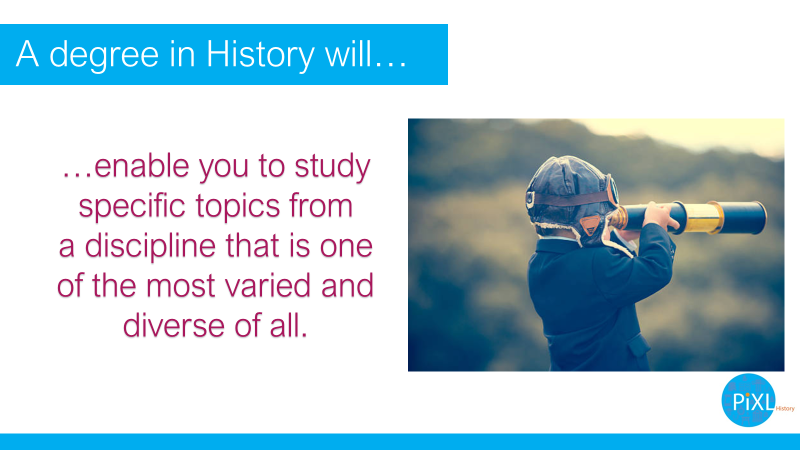 A degree in History will…
…enable you to study
specific topics from
a discipline that is one
of the most varied and
diverse of all.
PiXL
History